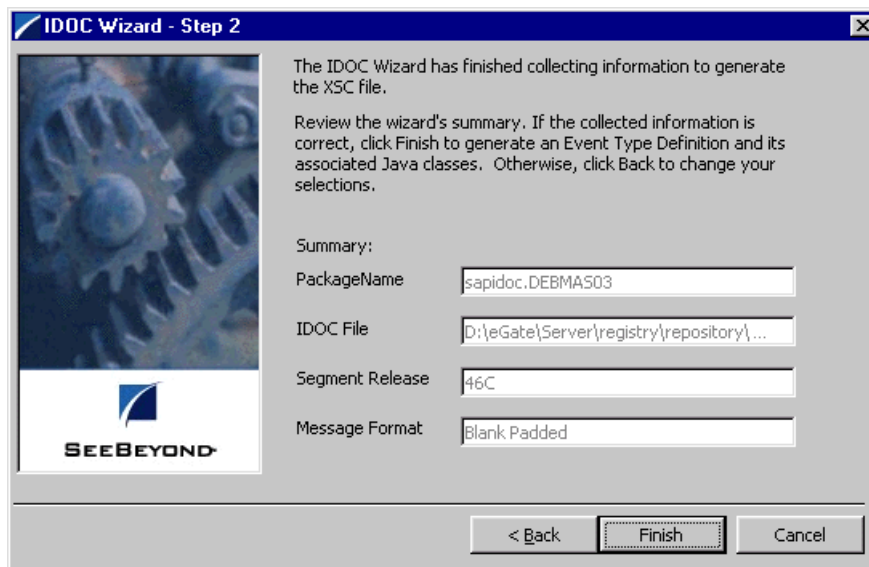 IDOC Wizard - Step 2
The IDOC Wizard has finished collecting information to generate
the XSC file.
Review the wizard's summary. If the collected information is
correct, click Finish to generate an Event Type Definition and its
associated Java classes.  Otherwise, click Back to change your
selections.
Summary:
PackageName
sapidoc.DEBMAS03
IDOC File
D:\eGate\Server\registry\repository\ ...
Segment Release
46C
Message Format
Blank Padded
SEEBEYOND
< Back
Finish
Cancel